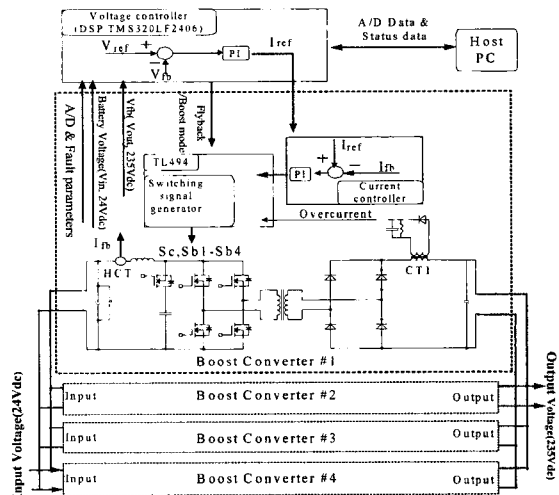 Voltage controller
(DSP TMS320LF2406)
Vref
+
−
Vfb
PI
Iref
A/D Data &
Status data
Host
PC
A/D & Fault parameters
Battery Voltage(Vin, 24Vdc)
Vfb( Vout, 235Vdc)
Flyback
/Boost mode
TL494
Switching
signal
generator
Iref
+
−
Ifb
PI
Current
controller
Overcurrent
Ifb
HCT
Sc,Sb1-Sb4
CT1
Boost Converter #1
Input
Boost Converter #2
Output
Input
Boost Converter #3
Output
Input
Boost Converter #4
Output
Input Voltage(24Vdc)
Output Voltage(235Vdc)